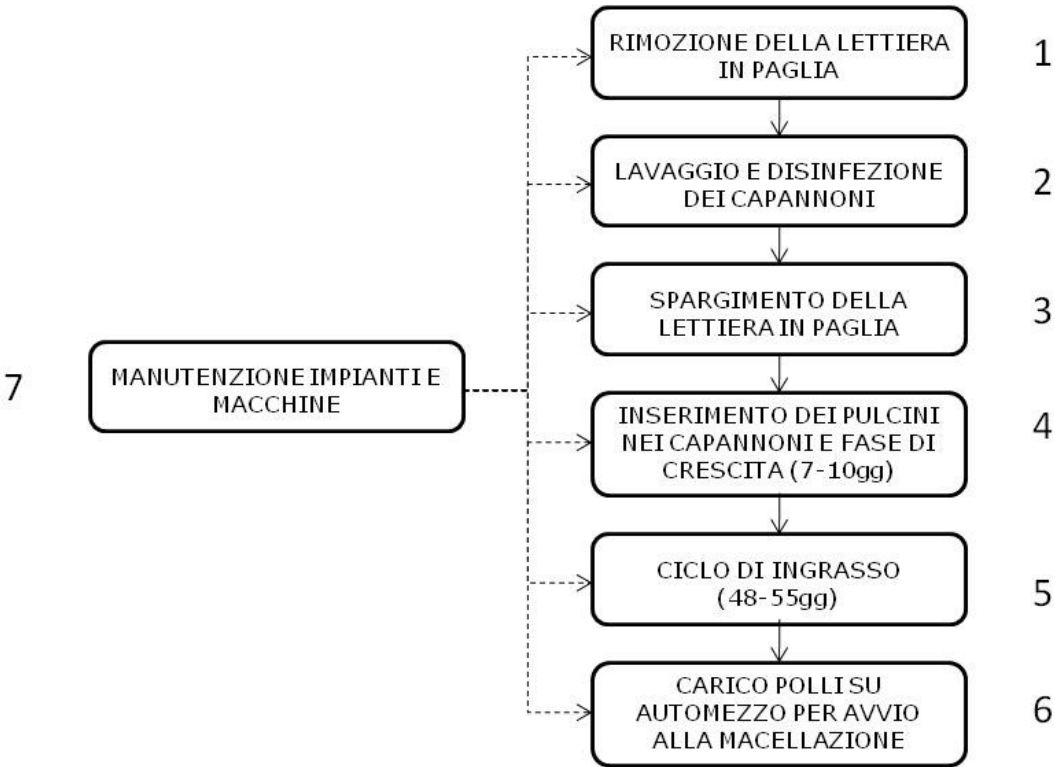 RIMOZIONE DELLA LETTIERA
IN PAGLIA
1
LAVAGGIO E DISINFEZIONE
DEI CAPANNONI
2
SPARGIMENTO DELLA
LETTIERA IN PAGLIA
3
7
MANUTENZIONE IMPIANTI E
MACCHINE
INSERIMENTO DEI PULCINI
NEI CAPANNONI E FASE DI
CRESCITA (7-10gg)
4
CICLO DI INGRASSO
(48-55gg)
5
CARICO POLLI SU
AUTOMEZZO PER AVVIO
ALLA MACELLAZIONE
6